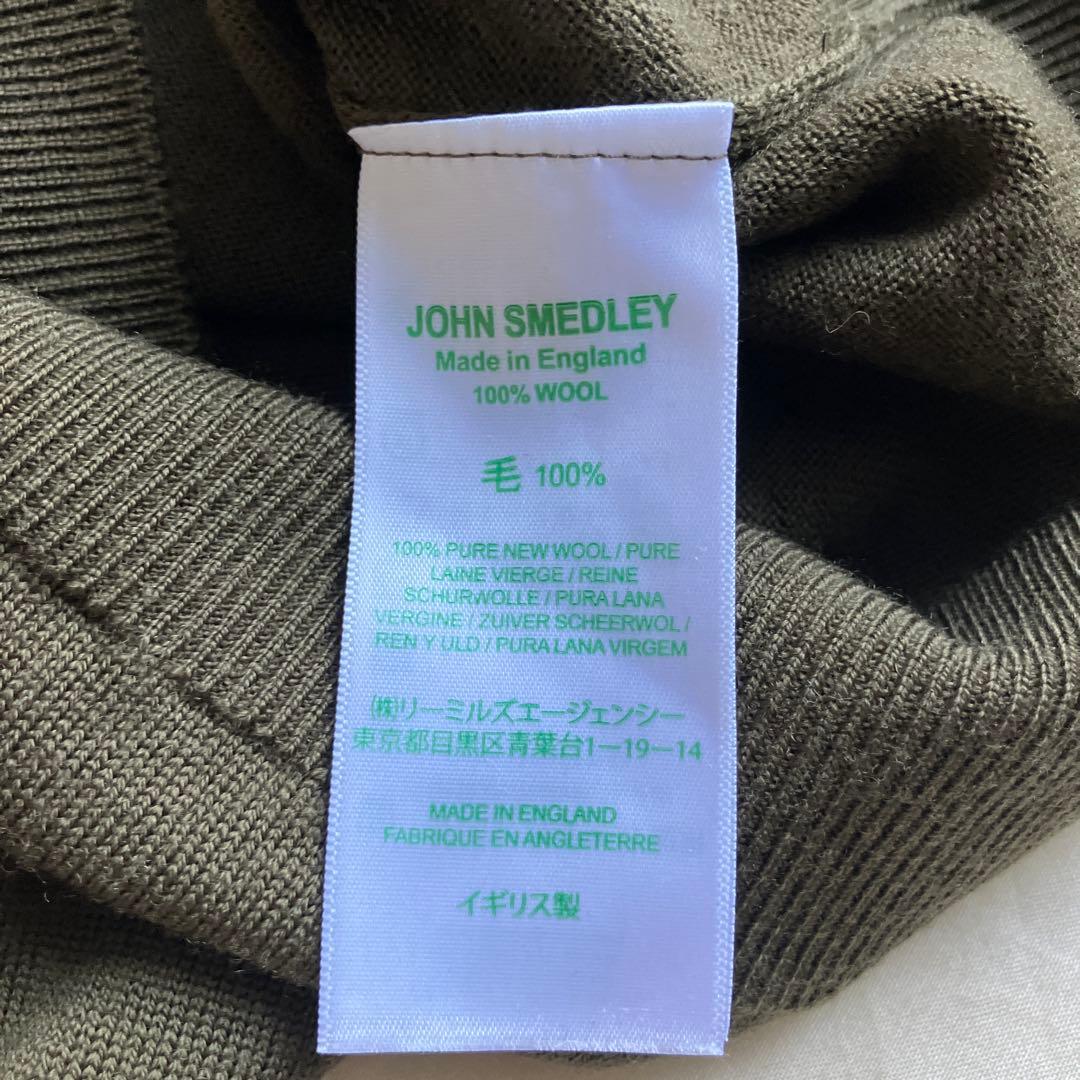 JOHN SMEDLEY
Made in England
100% WOOL
毛 100%
100% PURE NEW WOOL / PURE
LAINE VIERGE / REINE
SCHURWOLLE / PURA LANA
VERGINE / ZUIVER SCHEERWOL /
REN Y ULD / PURA LANA VIRGEM
㈱リーミルズエージェンシー
東京都目黒区青葉台1-19-14
MADE IN ENGLAND
FABRIQUE EN ANGLETERRE
イギリス製